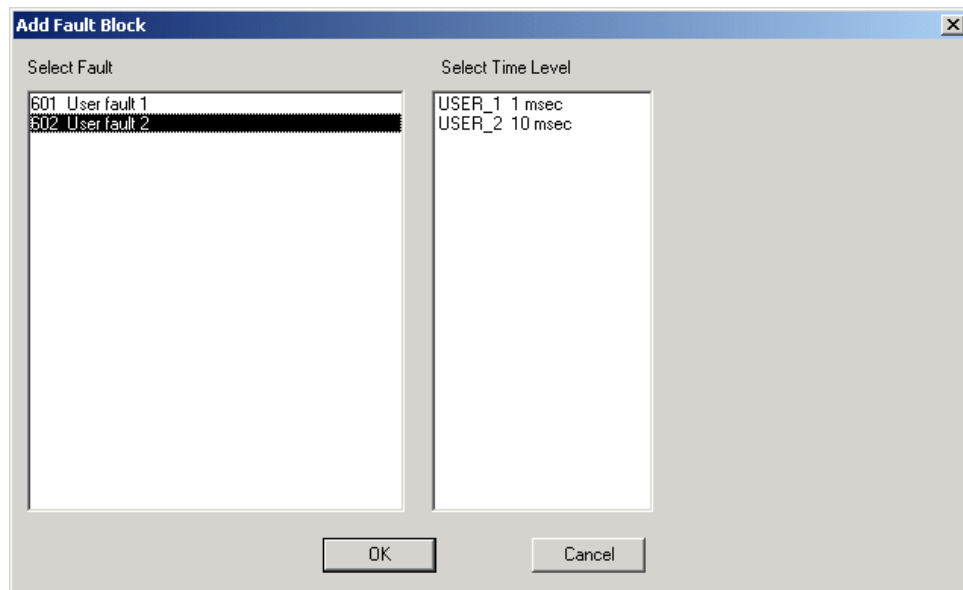 Add Fault Block
Select Fault
601 User fault 1
602 User fault 2
Select Time Level
USER_1 1 msec
USER_2 10 msec
OK
Cancel